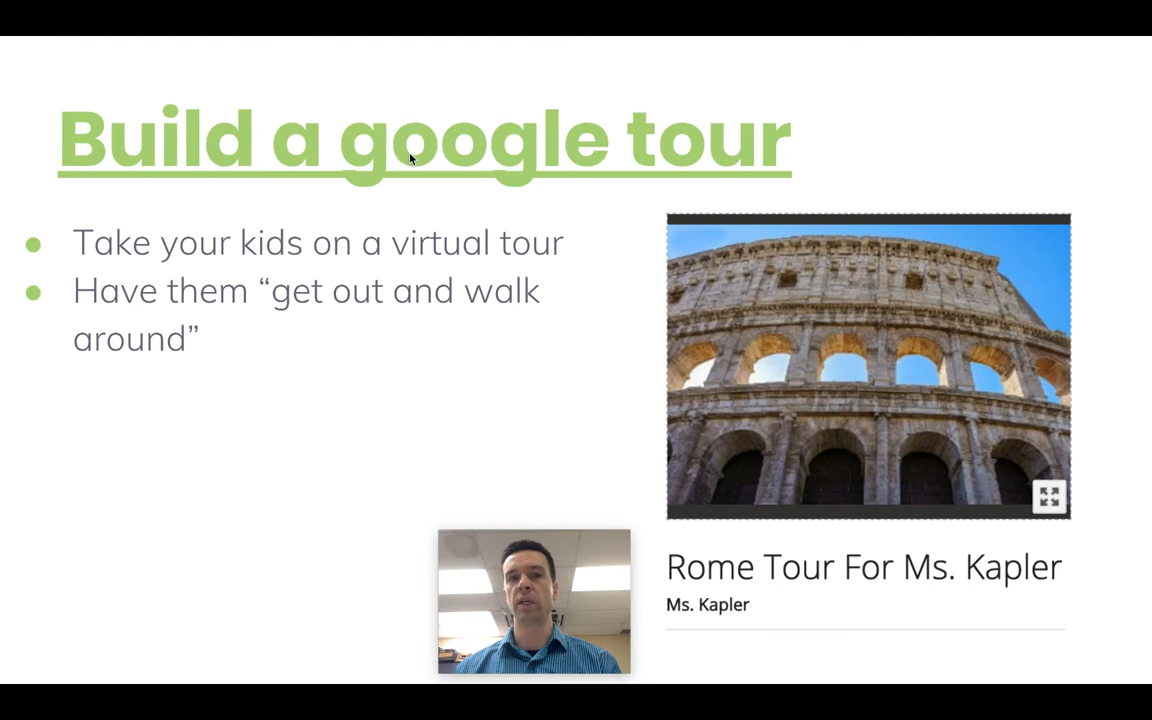 Build a google tour
● Take your kids on a virtual tour
● Have them “get out and walk
around”
Rome Tour For Ms. Kapler
Ms. Kapler